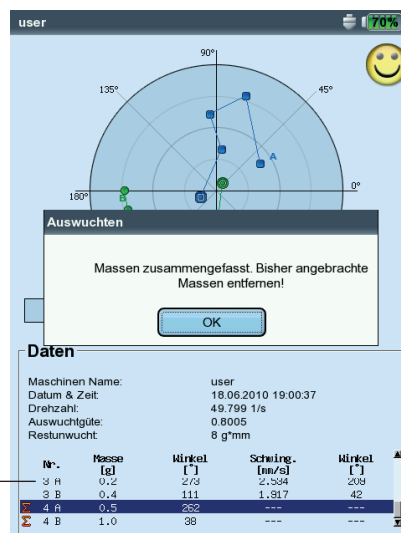 user
70%
90°
135°
45°
A
180°
B
0°
Auswuchten
Massen zusammengefasst. Bisher angebrachte
Massen entfernen!
OK
Daten
Maschinen Name: user
Datum & Zeit: 18.06.2010 19:00:37
Drehzahl: 49.799 1/s
Auswuchtgüte: 0.8005
Restunwucht: 8 g*mm
Nr. Masse Winkel Schwing. Winkel
[g] [°] [mm/s] [°]
3 A 0.2 273 2.534 209
3 B 0.4 111 1.917 42
Σ 4 A 0.5 262 --- ---
Σ 4 B 1.0 38 --- ---